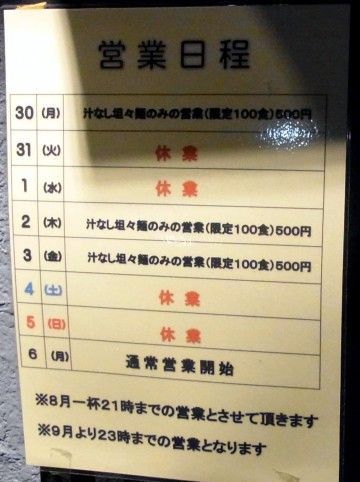 営業日程
30 (月) 汁なし坦々麺のみの営業(限定100食)500円
31 (火) 休業
1 (水) 休業
2 (木) 汁なし坦々麺のみの営業(限定100食)500円
3 (金) 汁なし坦々麺のみの営業(限定100食)500円
4 (土) 休業
5 (日) 休業
6 (月) 通常営業開始
※8月一杯21時までの営業とさせて頂きます
※9月より23時までの営業となります